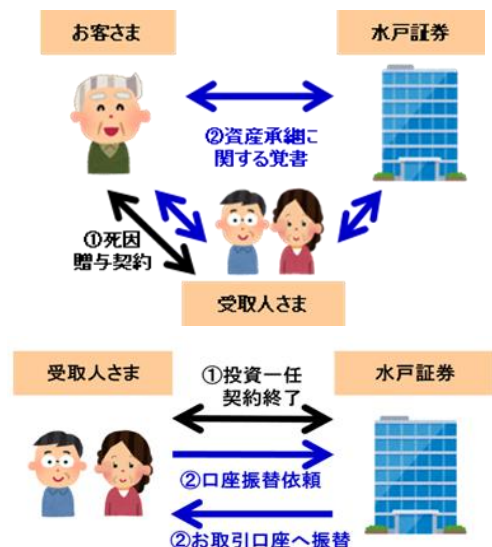 お客さま
水戸証券
②資産承継に
関する覚書
①死因
贈与契約
受取人さま
受取人さま
①投資一任
契約終了
水戸証券
②口座振替依頼
②お取引口座へ振替